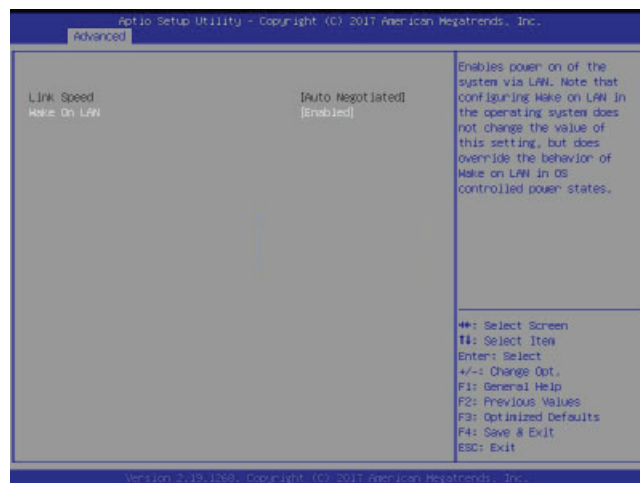 Aptio Setup Utility - Copyright (C) 2017 American Megatrends, Inc.
Advanced
Link Speed [Auto Negotiated]
Wake On LAN [Enabled]
Enables power on of the
system via LAN. Note that
configuring Wake on LAN in
the operating system does
not change the value of
this setting, but does
override the behavior of
Wake on LAN in OS
controlled power states.
↔: Select Screen
↑↓: Select Item
Enter: Select
+/-: Change Opt.
F1: General Help
F2: Previous Values
F3: Optimized Defaults
F4: Save & Exit
ESC: Exit
Version 2.19.1268. Copyright (C) 2017 American Megatrends, Inc.